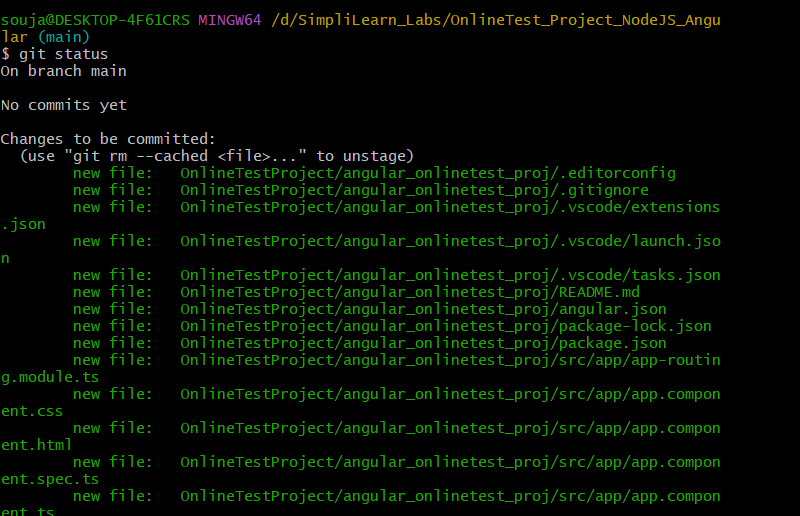 souja@DESKTOP-4F61CRS MINGW64 /d/SimpliLearn_Labs/OnlineTest_Project_NodeJS_Angu
lar (main)
$ git status
On branch main
No commits yet
Changes to be committed:
  (use "git rm --cached <file>..." to unstage)
        new file:   OnlineTestProject/angular_onlinetest_proj/.editorconfig
        new file:   OnlineTestProject/angular_onlinetest_proj/.gitignore
        new file:   OnlineTestProject/angular_onlinetest_proj/.vscode/extensions
.json
        new file:   OnlineTestProject/angular_onlinetest_proj/.vscode/launch.jso
n
        new file:   OnlineTestProject/angular_onlinetest_proj/.vscode/tasks.json
        new file:   OnlineTestProject/angular_onlinetest_proj/README.md
        new file:   OnlineTestProject/angular_onlinetest_proj/angular.json
        new file:   OnlineTestProject/angular_onlinetest_proj/package-lock.json
        new file:   OnlineTestProject/angular_onlinetest_proj/package.json
        new file:   OnlineTestProject/angular_onlinetest_proj/src/app/app-routin
g.module.ts
        new file:   OnlineTestProject/angular_onlinetest_proj/src/app/app.compon
ent.css
        new file:   OnlineTestProject/angular_onlinetest_proj/src/app/app.compon
ent.html
        new file:   OnlineTestProject/angular_onlinetest_proj/src/app/app.compon
ent.spec.ts
        new file:   OnlineTestProject/angular_onlinetest_proj/src/app/app.compon
ent.ts